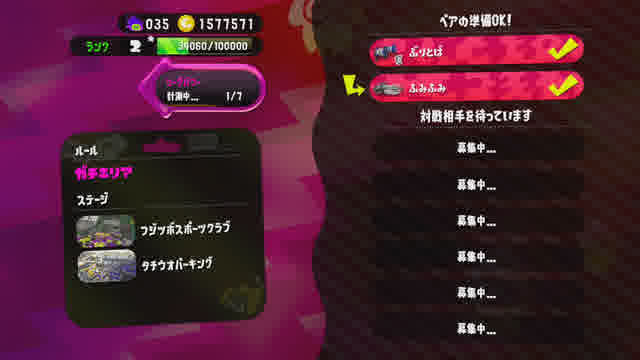 035 1577571
ランク 2★ 39060/100000
計測中… 1/7
ルール
ガチホコリア
ステージ
フジツボスポーツクラブ
タチウオパーキング
ペアの準備OK!
ぷりとぱ
ふみふみ
対戦相手を待っています
募集中…
募集中…
募集中…
募集中…
募集中…
募集中…